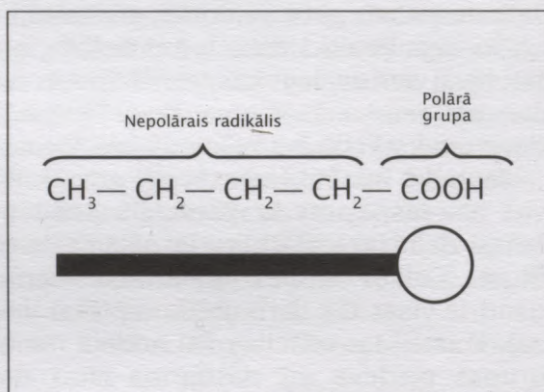 Polārā
grupa
Nepolārais radikālis
CH₃— CH₂— CH₂— CH₂— COOH